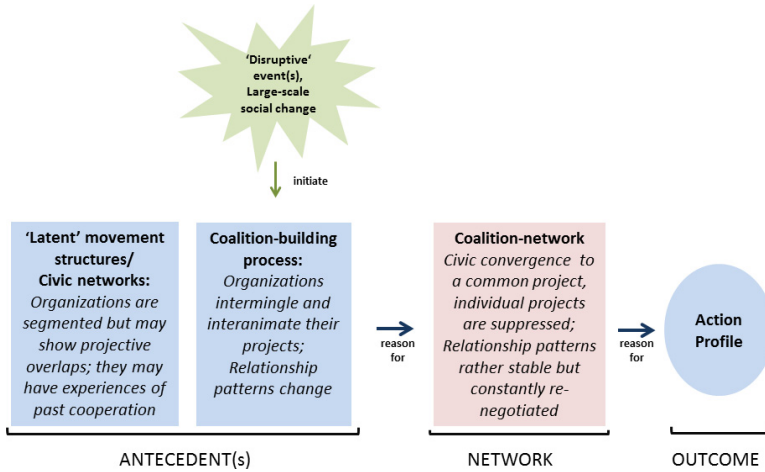 ‘Disruptive‘
event(s),
Large-scale
social change
initiate
‘Latent’ movement
structures/
Civic networks:
Organizations are
segmented but may
show projective
overlaps; they may
have experiences of
past cooperation
Coalition-building
process:
Organizations
intermingle and
interanimate their
projects;
Relationship
patterns change
reason
for
Coalition-network
Civic convergence to
a common project,
individual projects
are suppressed;
Relationship patterns
rather stable but
constantly re-
negotiated
reason
for
Action
Profile
ANTECEDENT(s)
NETWORK
OUTCOME